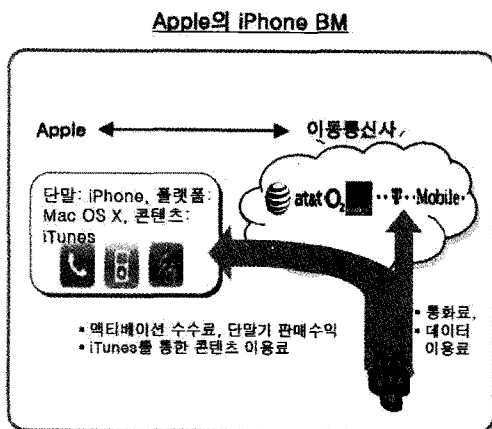 Apple의 iPhone BM
Apple
이동통신사
단말: iPhone, 플랫폼:
Mac OS X, 콘텐츠:
iTunes
at&t O2 ··T··Mobile·
• 액티베이션 수수료, 단말기 판매수익
• iTunes를 통한 콘텐츠 이용료
• 통화료,
• 데이터
이용료